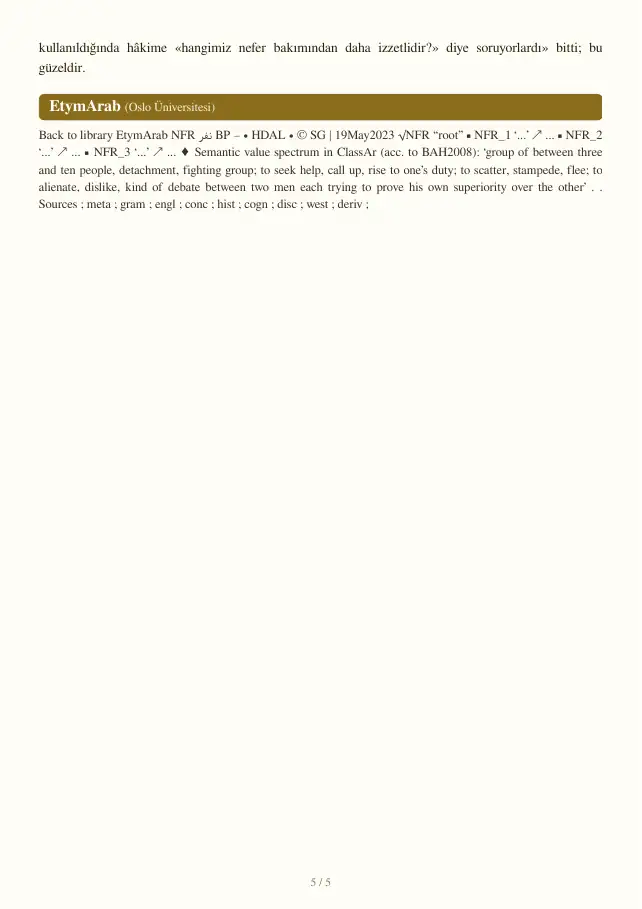 kullanıldığında hâkime «hangimiz nefer bakımından daha izzetlidir?» diye soruyorlardı» bitti; bu
güzeldir.
EtymArab (Oslo Üniversitesi)
Back to library EtymArab NFR نفر BP – • HDAL • © SG | 19May2023 √NFR “root” ▪ NFR_1 ‘...’ ↗ ... ▪ NFR_2
‘...’ ↗ ... ▪ NFR_3 ‘...’ ↗ ... ♦ Semantic value spectrum in ClassAr (acc. to BAH2008): ‘group of between three
and ten people, detachment, fighting group; to seek help, call up, rise to one’s duty; to scatter, stampede, flee; to
alienate, dislike, kind of debate between two men each trying to prove his own superiority over the other’ . .
Sources ; meta ; gram ; engl ; conc ; hist ; cogn ; disc ; west ; deriv ;
5 / 5